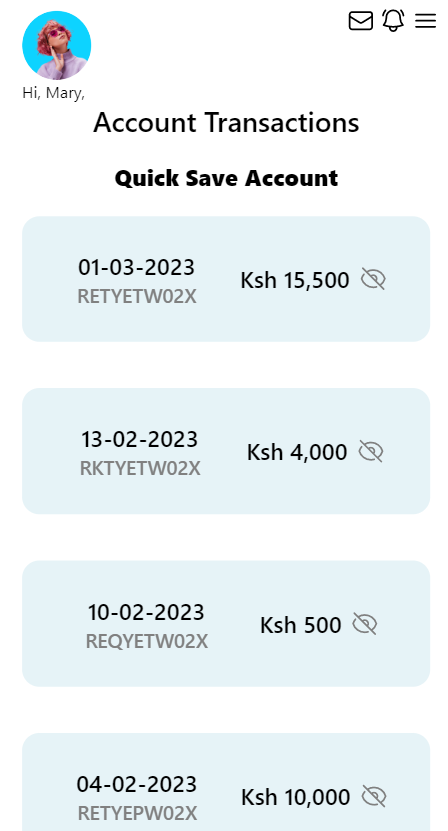 Hi, Mary,
Account Transactions
Quick Save Account
01-03-2023
RETYETW02X
Ksh 15,500
13-02-2023
RKTYETW02X
Ksh 4,000
10-02-2023
REQYETW02X
Ksh 500
04-02-2023
RETYEPW02X
Ksh 10,000